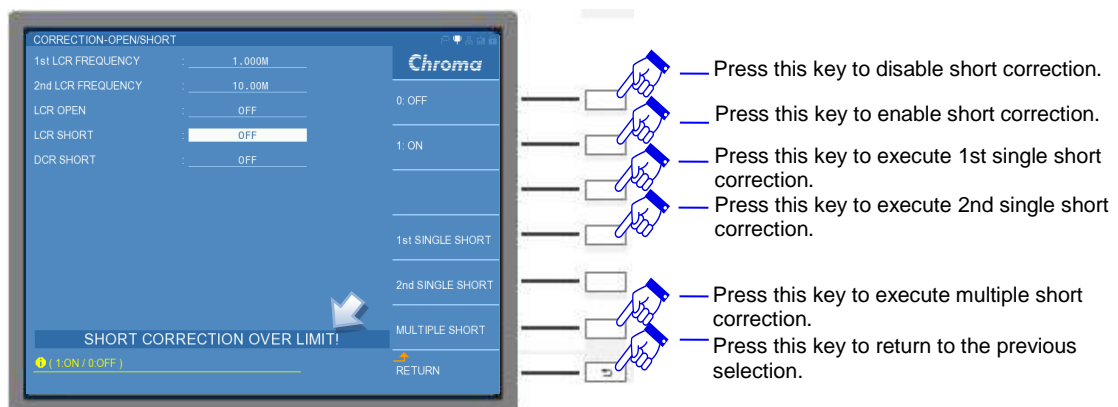 CORRECTION-OPEN/SHORT
1st LCR FREQUENCY : 1.000M
2nd LCR FREQUENCY : 10.00M
LCR OPEN : OFF
LCR SHORT : OFF
DCR SHORT : OFF
SHORT CORRECTION OVER LIMIT!
( 1:ON / 0:OFF )
Chroma
0: OFF
1: ON
1st SINGLE SHORT
2nd SINGLE SHORT
MULTIPLE SHORT
RETURN
Press this key to disable short correction.
Press this key to enable short correction.
Press this key to execute 1st single short
correction.
Press this key to execute 2nd single short
correction.
Press this key to execute multiple short
correction.
Press this key to return to the previous
selection.